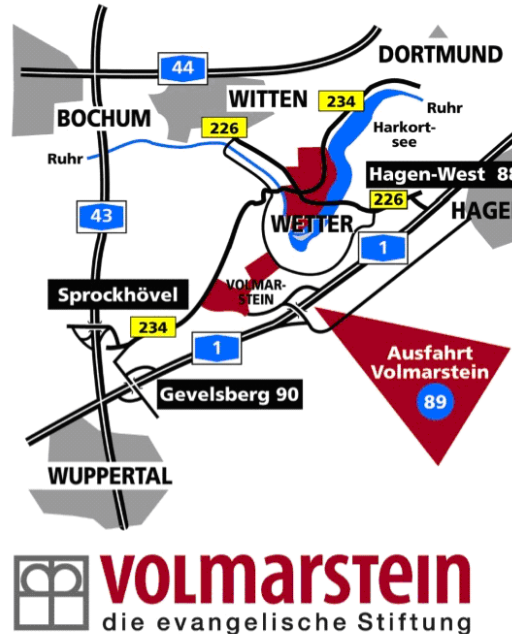 DORTMUND
44
WITTEN
234
BOCHUM
226
Ruhr
Harkort-
see
Ruhr
Hagen-West 88
226
43
WETTER
HAGE
1
VOLMAR-
STEIN
Sprockhövel
234
1
Ausfahrt
Volmarstein
89
Gevelsberg 90
WUPPERTAL
VOLMARSTEIN
die evangelische Stiftung